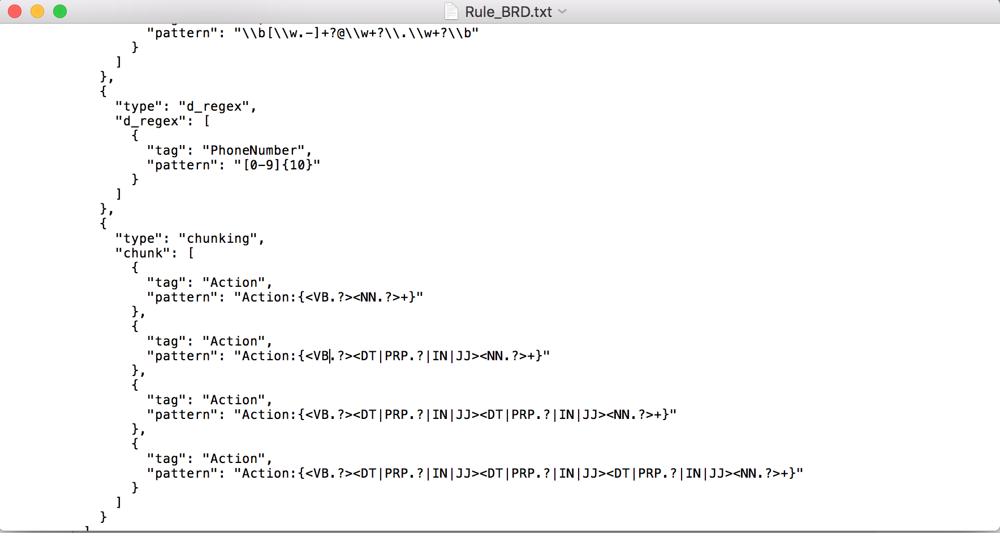 Rule_BRD.txt
"pattern": "\\b[\\w.-]+?@\\w+?\\.\\w+?\\b"
}
]
},
{
"type": "d_regex",
"d_regex": [
{
"tag": "PhoneNumber",
"pattern": "[0-9]{10}"
}
]
},
{
"type": "chunking",
"chunk": [
{
"tag": "Action",
"pattern": "Action:{<VB.?><NN.?>+}"
},
{
"tag": "Action",
"pattern": "Action:{<VB.?><DT|PRP.?|IN|JJ><NN.?>+}"
},
{
"tag": "Action",
"pattern": "Action:{<VB.?><DT|PRP.?|IN|JJ><DT|PRP.?|IN|JJ><NN.?>+}"
},
{
"tag": "Action",
"pattern": "Action:{<VB.?><DT|PRP.?|IN|JJ><DT|PRP.?|IN|JJ><DT|PRP.?|IN|JJ><NN.?>+}"
}
]
}
]